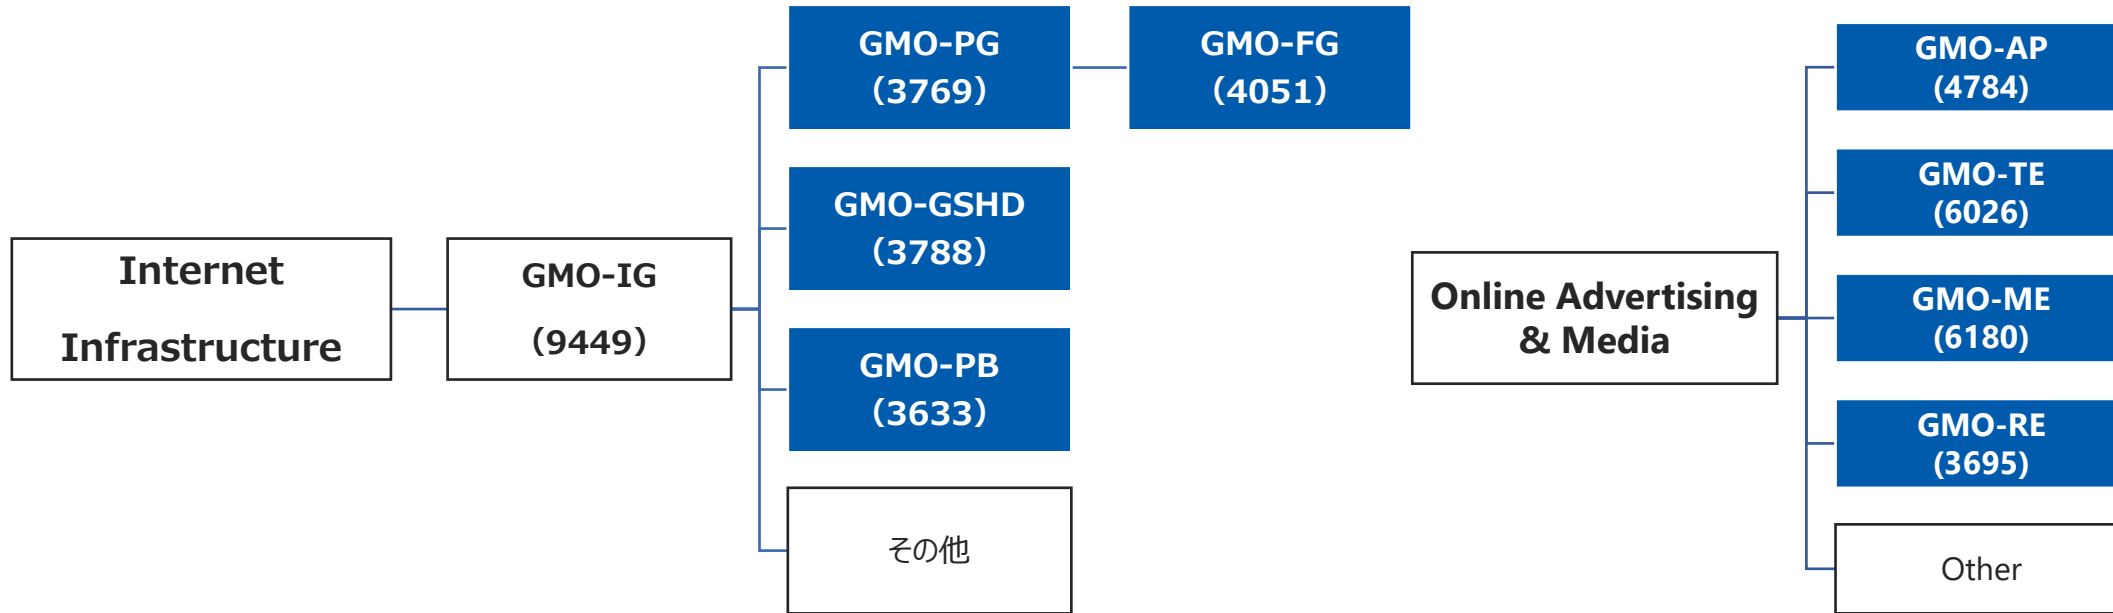 Internet
Infrastructure
GMO-IG
（9449）
GMO-PG
（3769）
GMO-FG
（4051）
GMO-GSHD
（3788）
GMO-PB
（3633）
その他
Online Advertising
& Media
GMO-AP
(4784)
GMO-TE
(6026)
GMO-ME
(6180)
GMO-RE
(3695)
Other